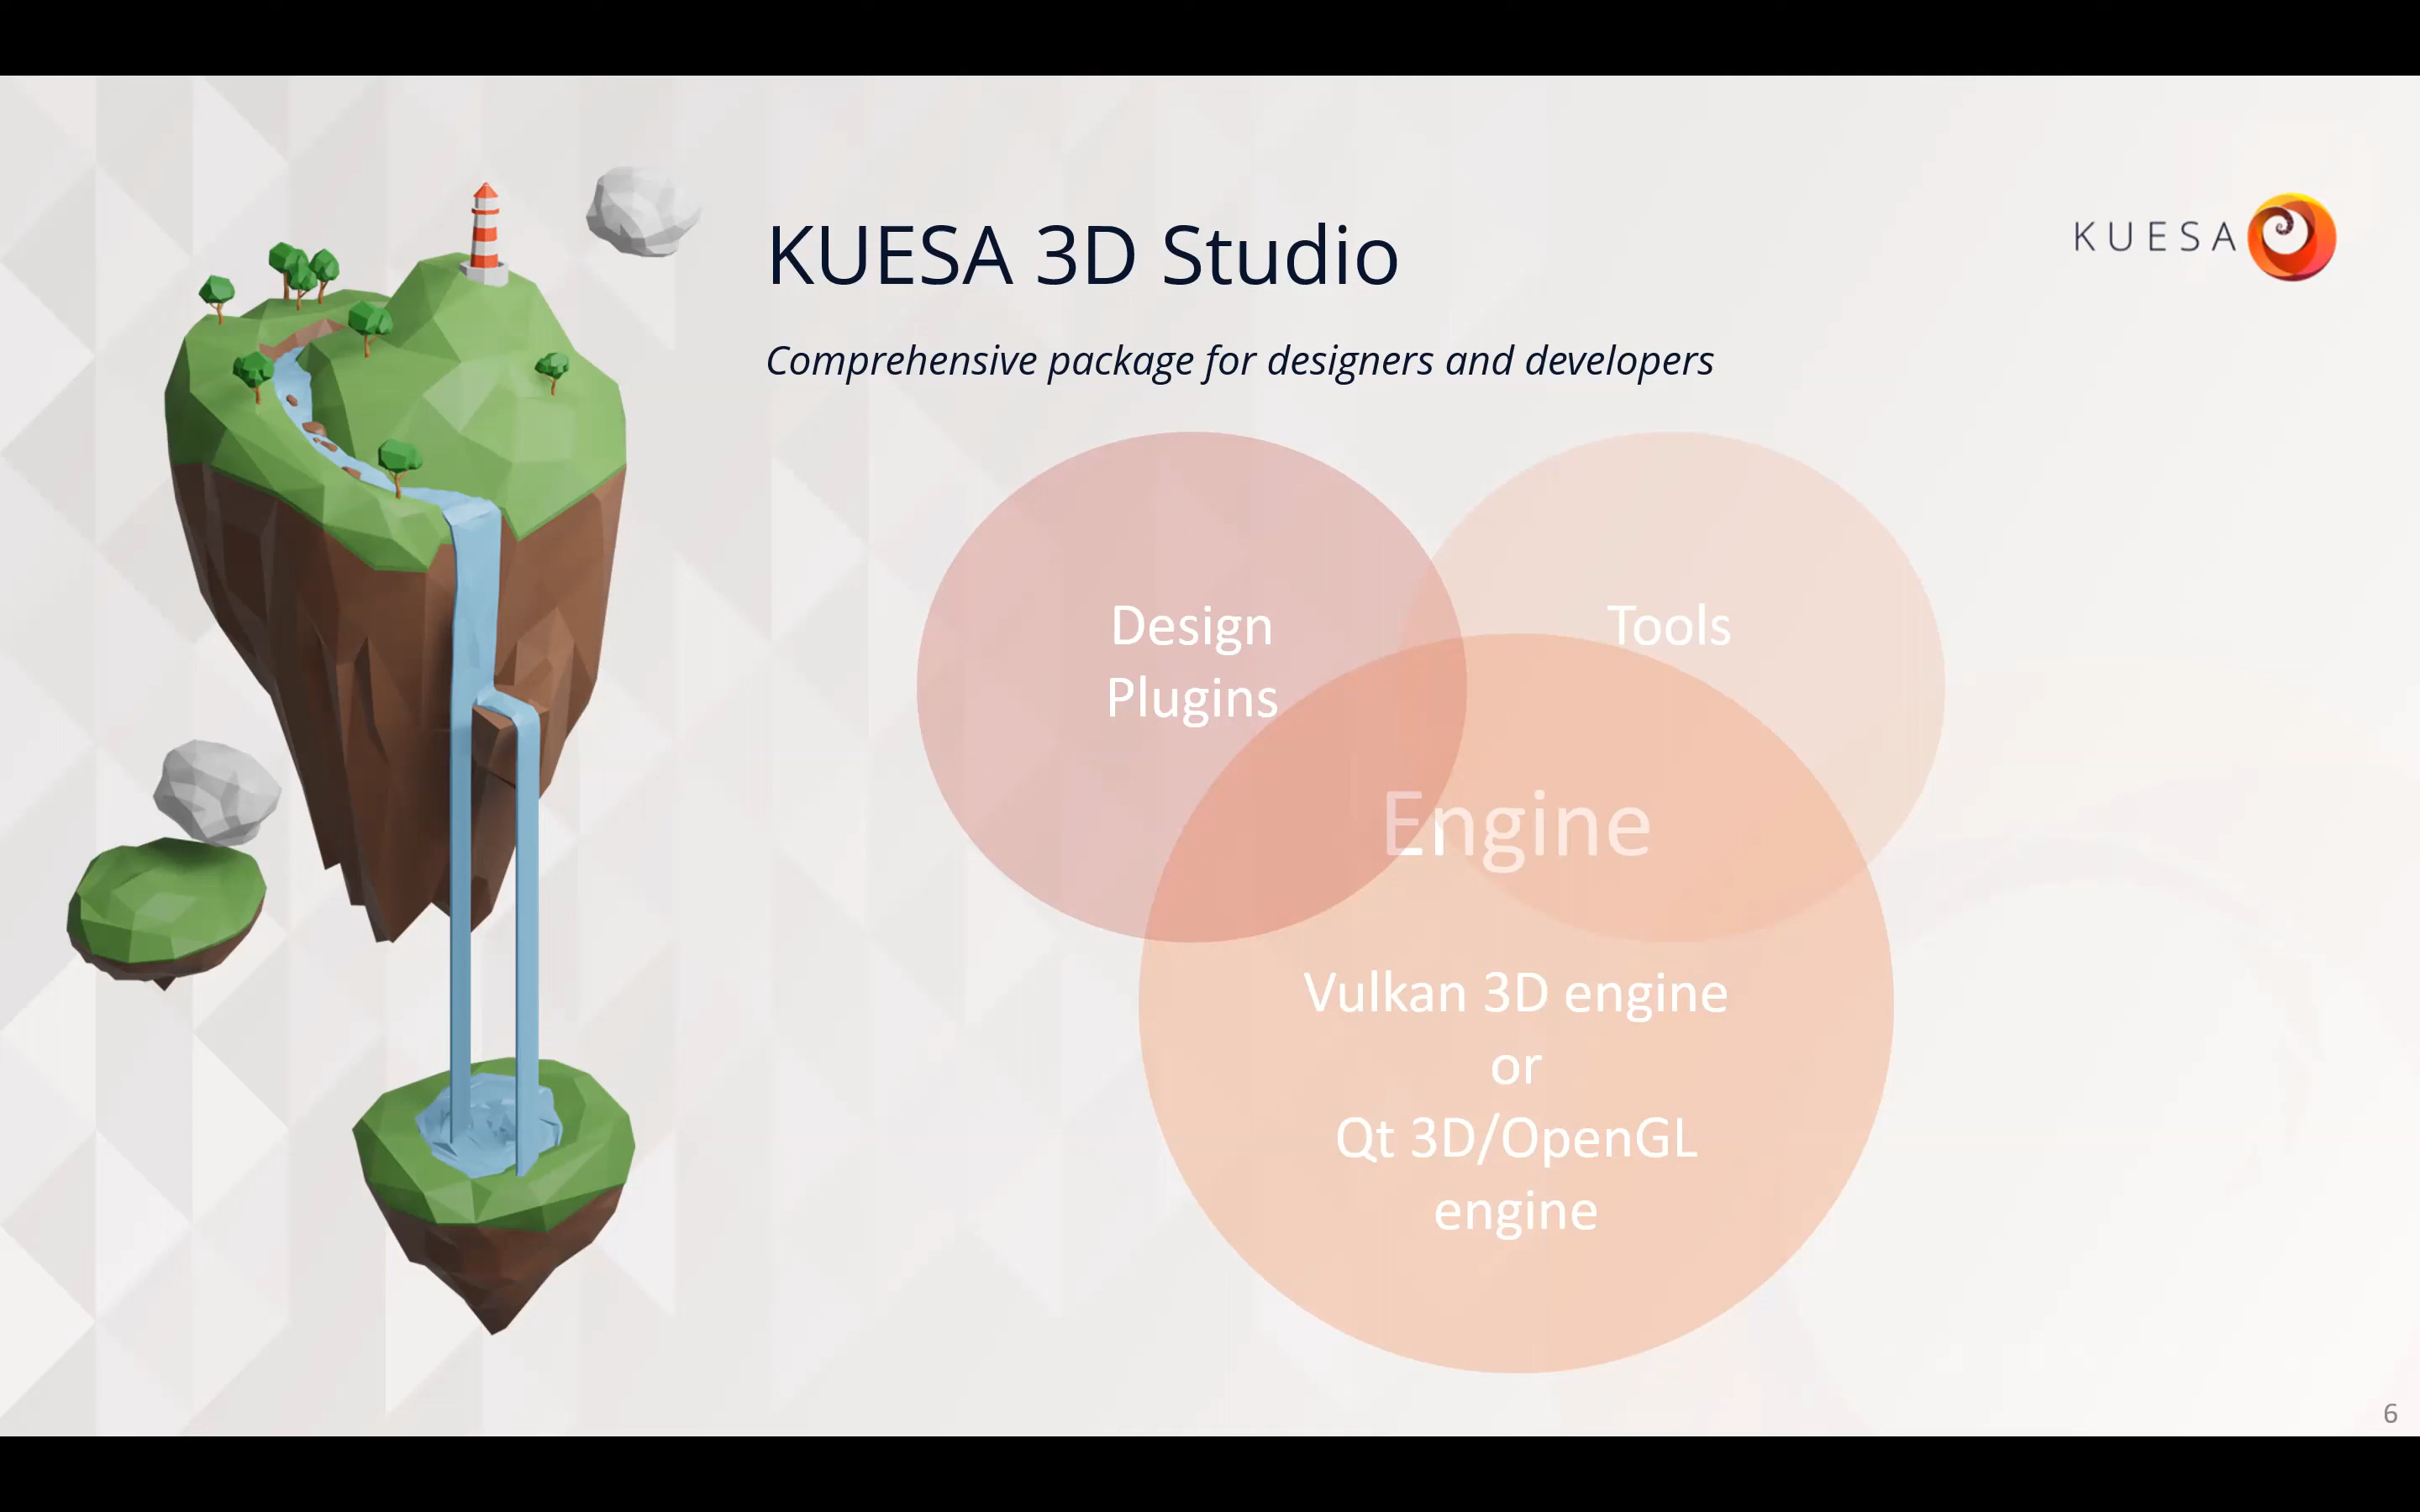 KUESA 3D Studio
KUESA
Comprehensive package for designers and developers
Design
Plugins
Tools
Engine
Vulkan 3D engine
or
Qt 3D/OpenGL
engine
6